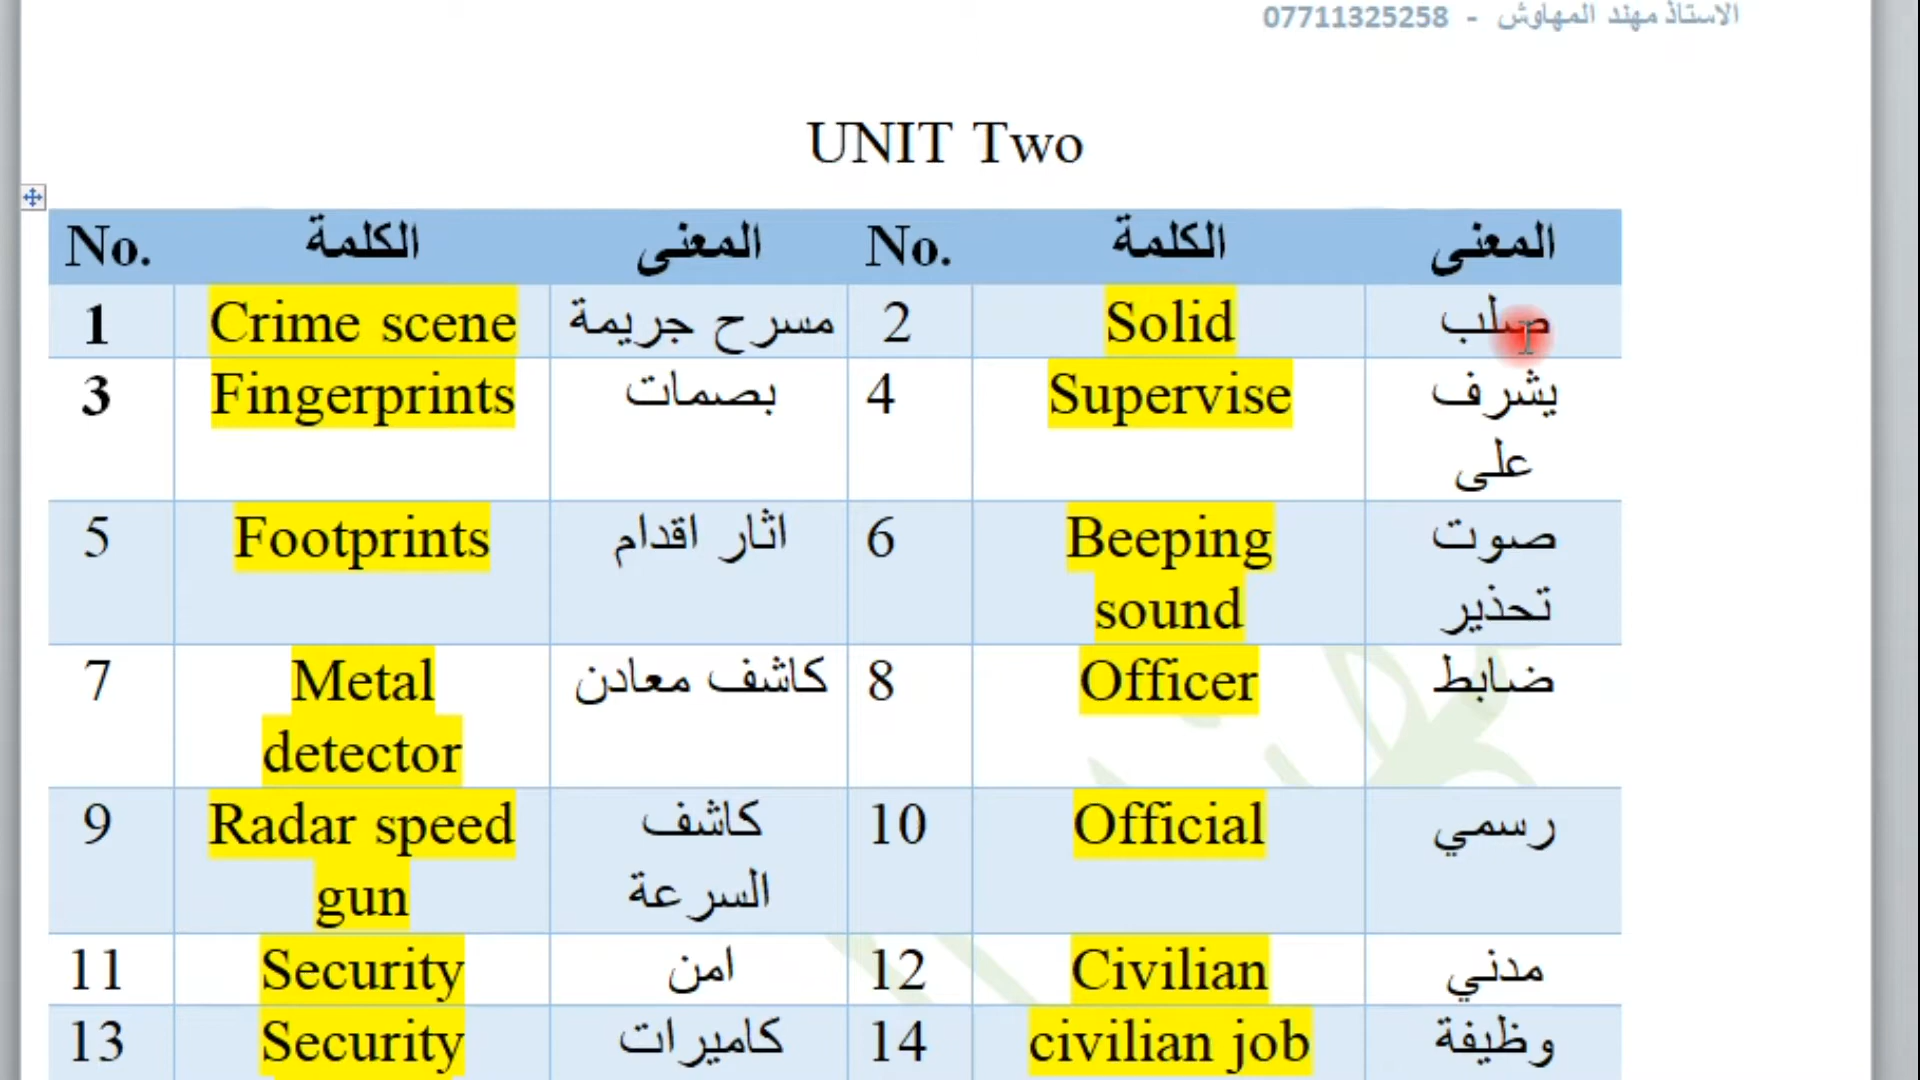 الاستاذ مهند المهاوش - 07711325258
UNIT Two
No. الكلمة المعنى No. الكلمة المعنى
1 Crime scene مسرح جريمة 2 Solid صلب
3 Fingerprints بصمات 4 Supervise يشرف
على
5 Footprints اثار اقدام 6 Beeping صوت
sound تحذير
7 Metal كاشف معادن 8 Officer ضابط
detector
9 Radar speed كاشف 10 Official رسمي
gun السرعة
11 Security امن 12 Civilian مدني
13 Security كاميرات 14 civilian job وظيفة